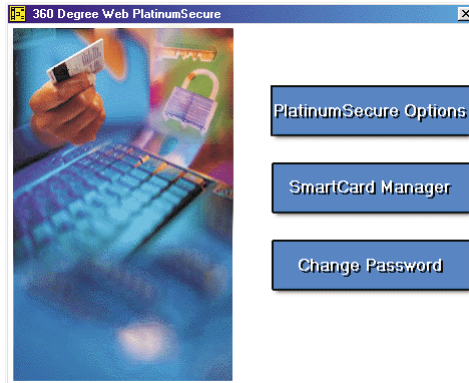 360 Degree Web PlatinumSecure
PlatinumSecure Options
SmartCard Manager
Change Password